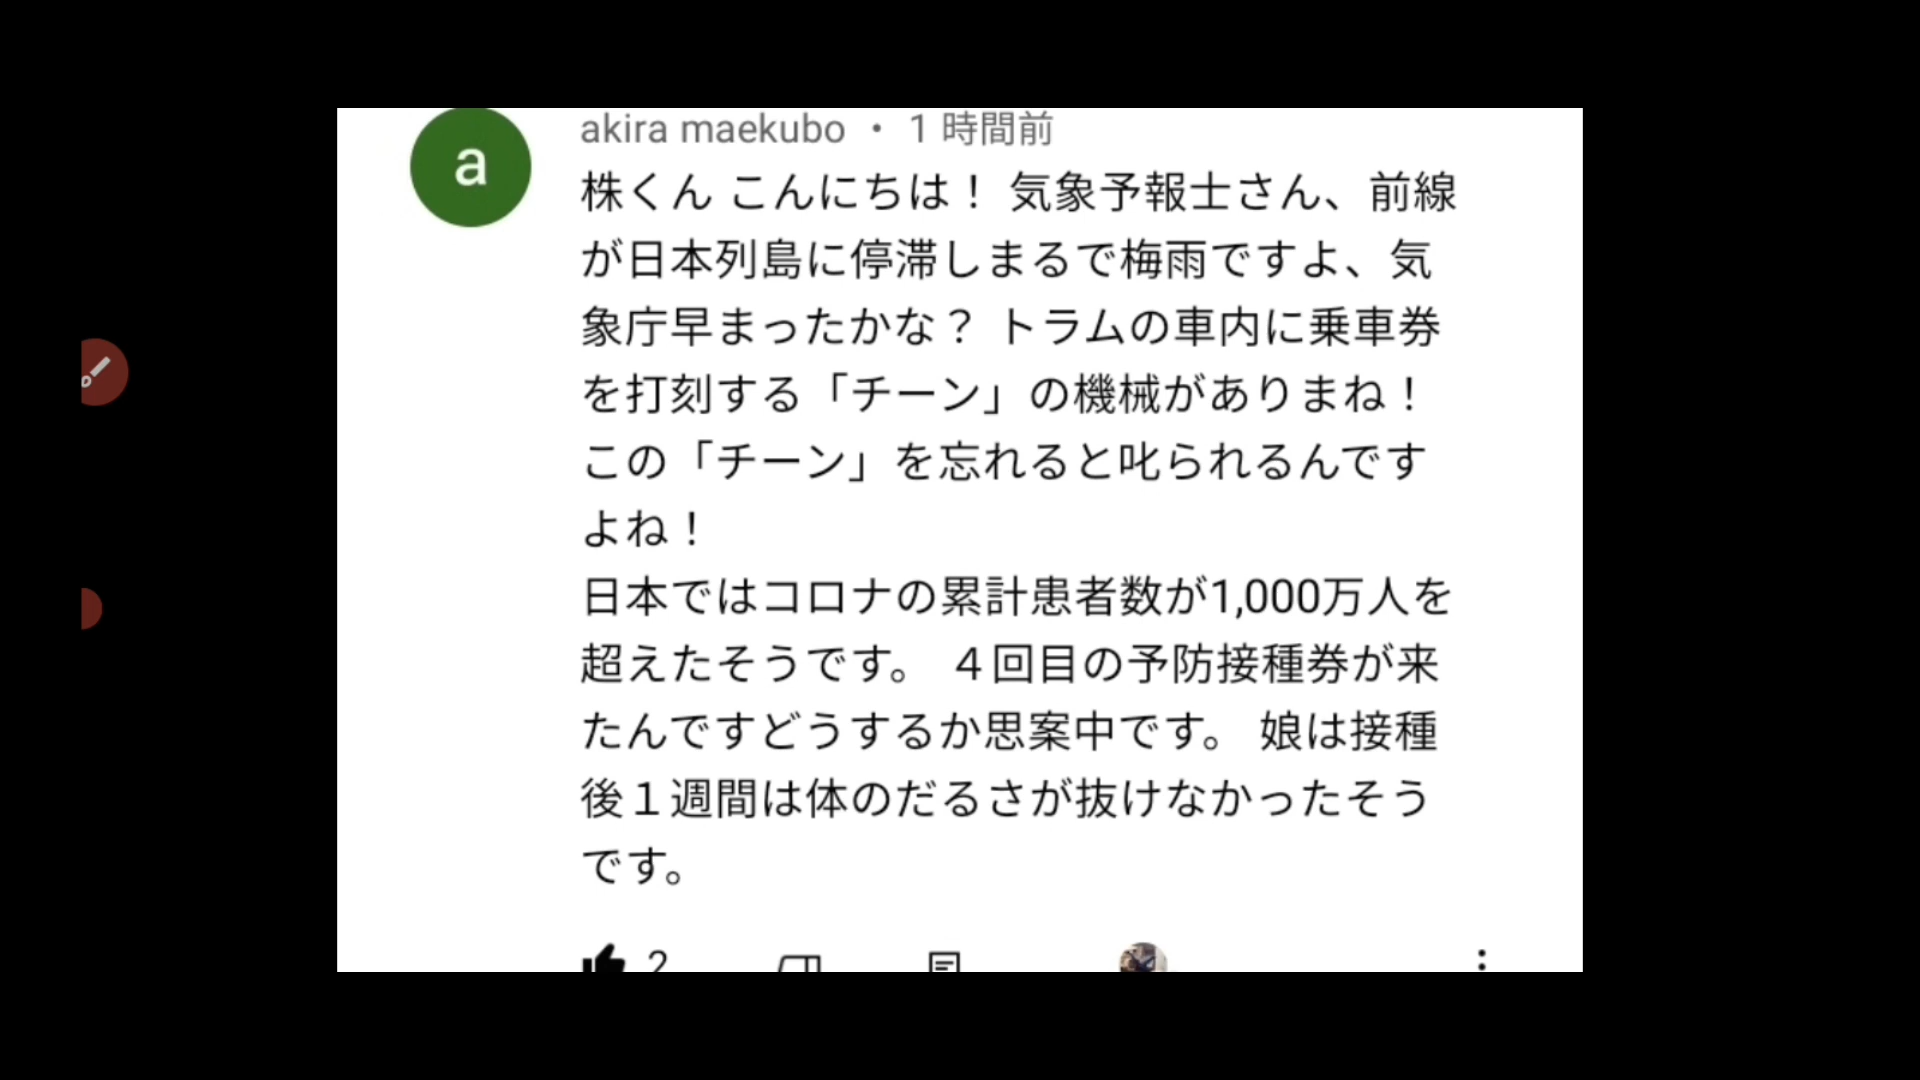 a
akira maekubo ・ 1 時間前
株くん こんにちは！ 気象予報士さん、前線
が日本列島に停滞しまるで梅雨ですよ、気
象庁早まったかな？ トラムの車内に乗車券
を打刻する「チーン」の機械がありまね！
この「チーン」を忘れると叱られるんです
よね！
日本ではコロナの累計患者数が1,000万人を
超えたそうです。 ４回目の予防接種券が来
たんですどうするか思案中です。 娘は接種
後１週間は体のだるさが抜けなかったそう
です。
2